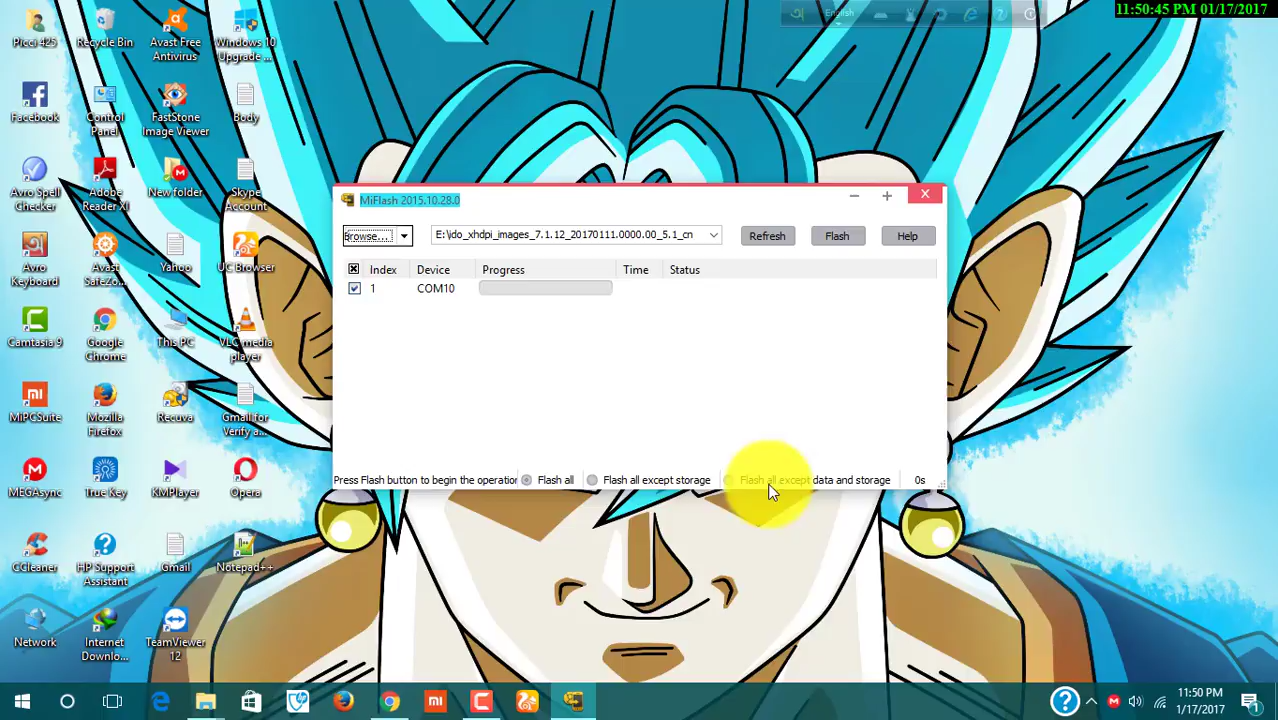 11:50:45 PM 01/17/2017
English
Picci 425
Recycle Bin
Avast Free
Antivirus
Windows 10
Upgrade ...
Facebook
Control
Panel
FastStone
Image Viewer
Body
Avro Spell
Checker
Adobe
Reader XI
New folder
Skype
Account
Avro
Keyboard
Avast
SafeZo...
Yahoo
UC Browser
Camtasia 9
Google
Chrome
This PC
VLC media
player
MiPCSuite
Mozilla
Firefox
Recuva
Gmail for
Verify a...
MEGAsync
True Key
KMPlayer
Opera
CCleaner
HP Support
Assistant
Gmail
Notepad++
Network
Internet
Downlo...
TeamViewer
12
MiFlash 2015.10.28.0
Browse...
E:\ido_xhdpi_images_7.1.12_20170111.0000.00_5.1_cn
Refresh
Flash
Help
Index
Device
Progress
Time
Status
1
COM10
Press Flash button to begin the operation
Flash all
Flash all except storage
Flash all except data and storage
0s
11:50 PM
1/17/2017